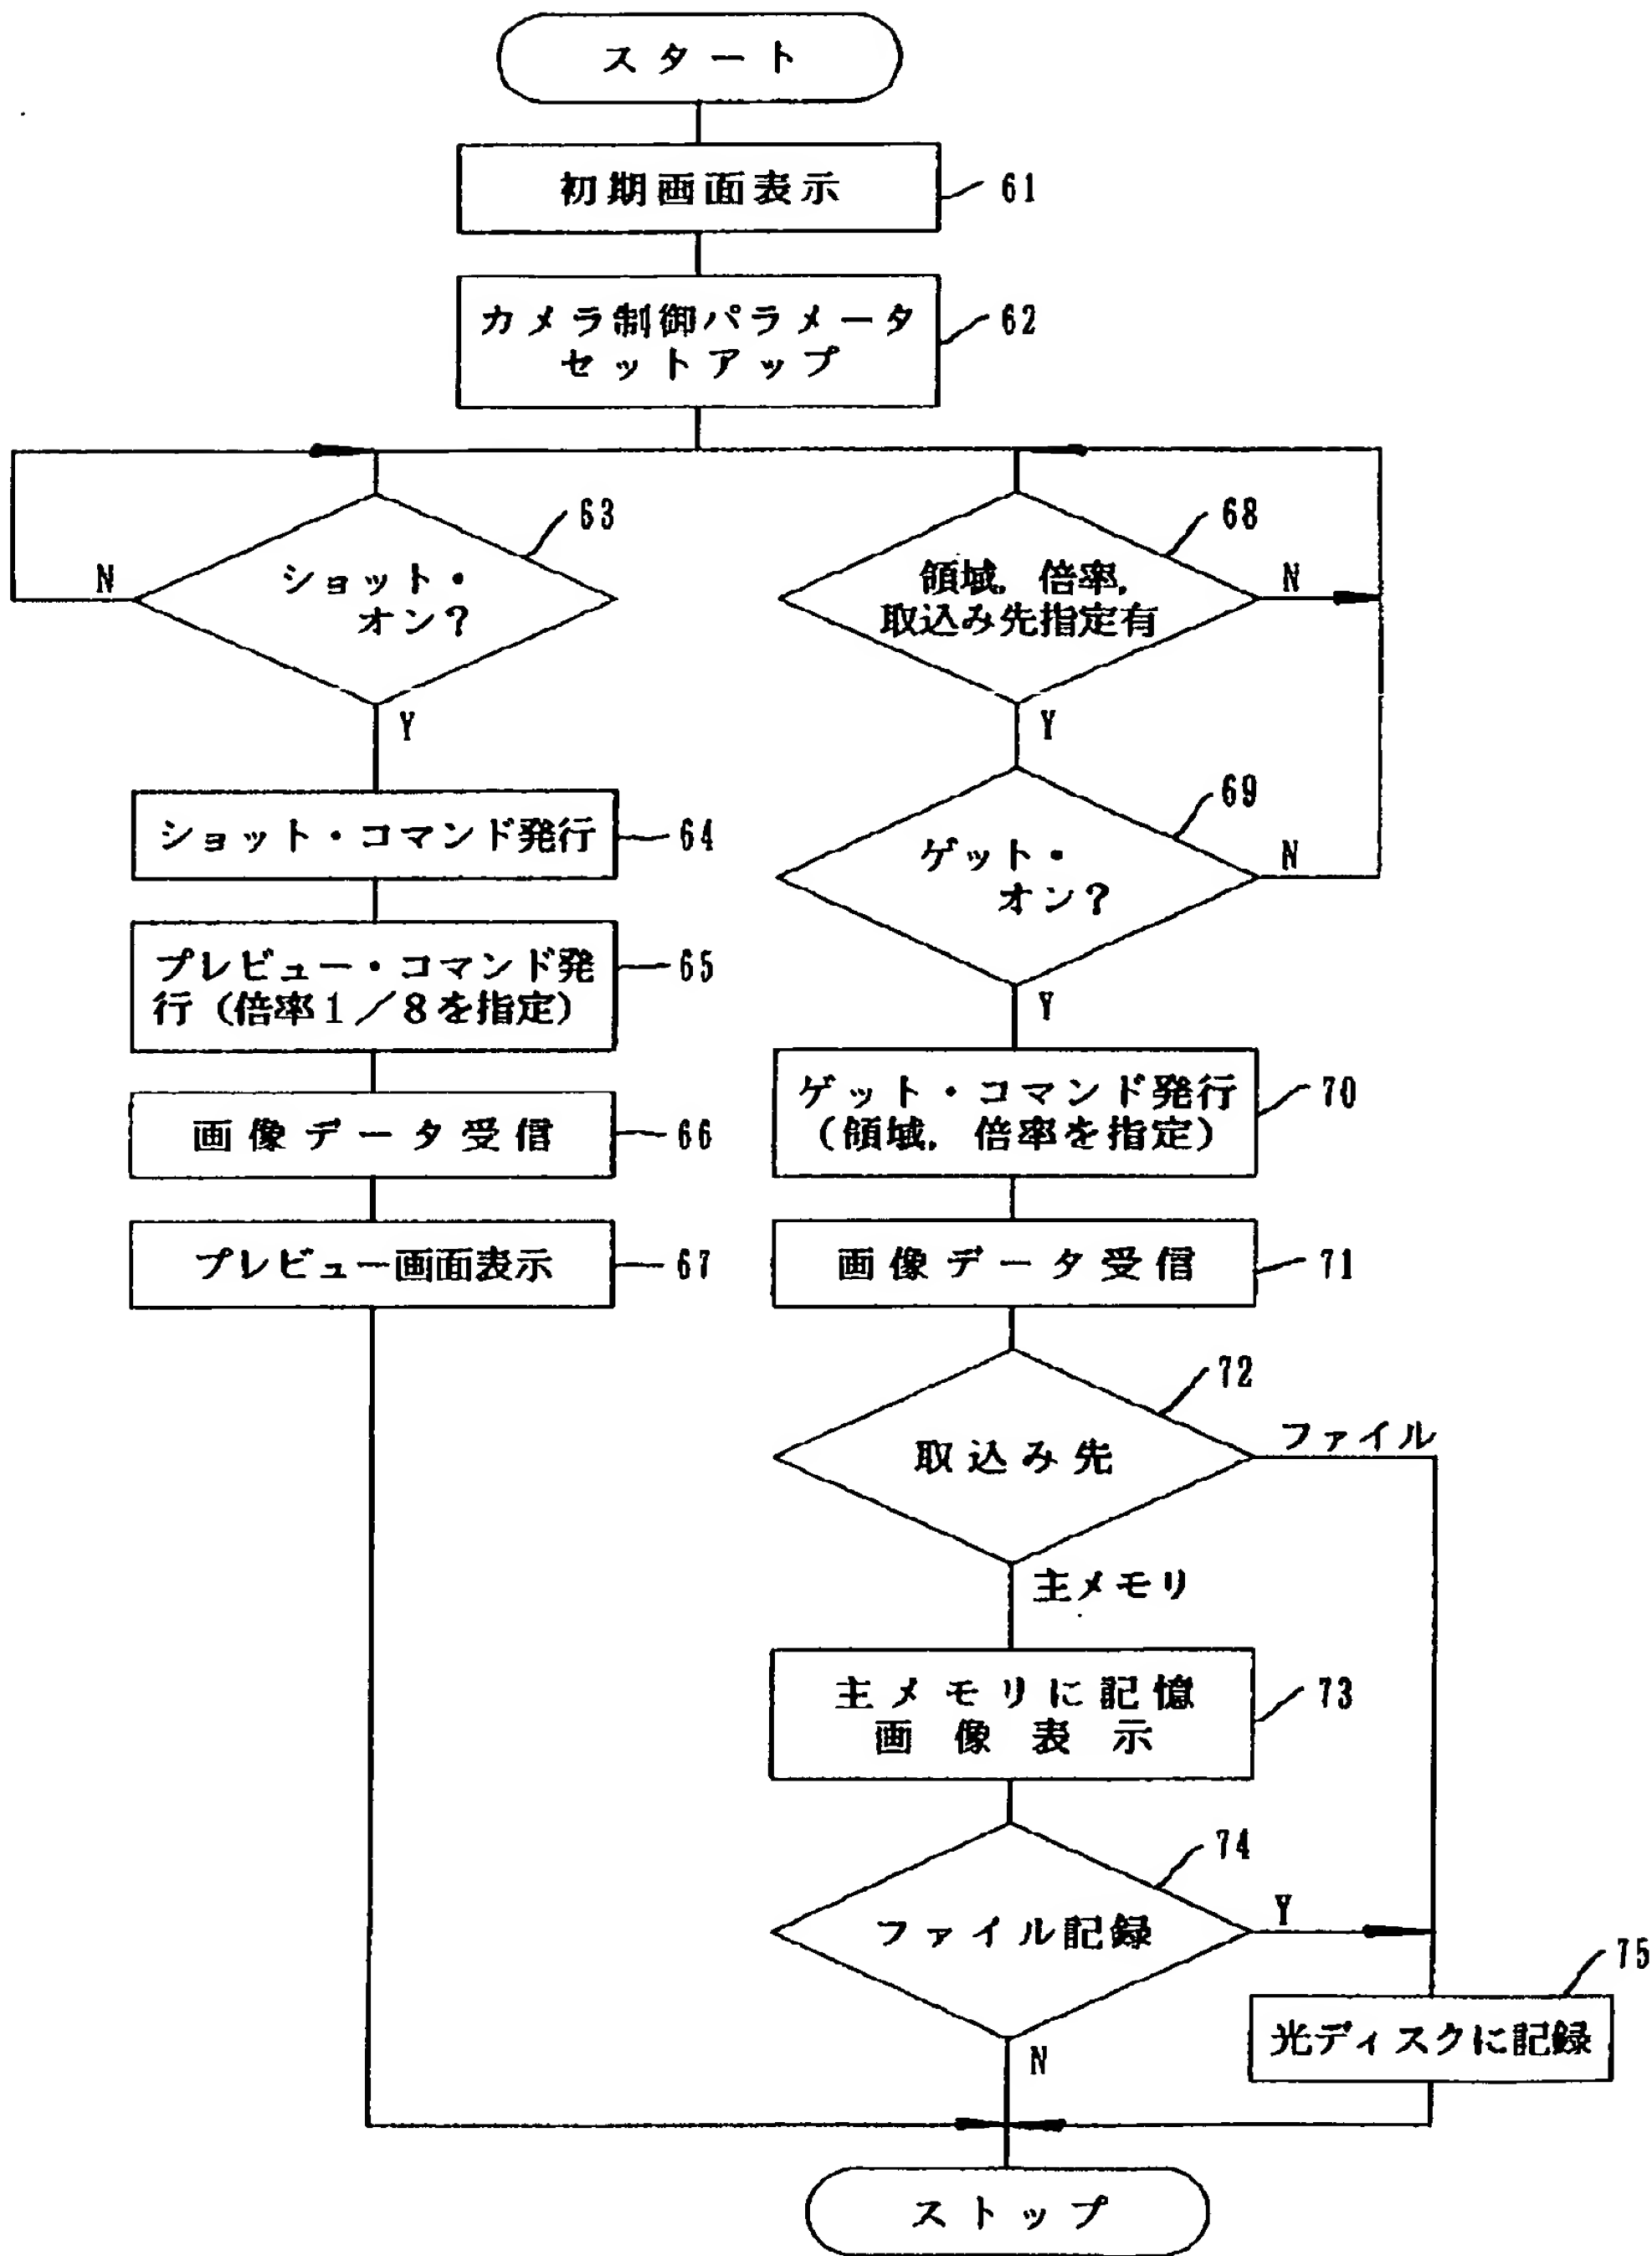 スタート
初期画面表示
61
カメラ制御パラメータ
セットアップ
62
63
ショット・
オン?
N
Y
ショット・コマンド発行
64
プレビュー・コマンド発
行(倍率1/8を指定)
65
画像データ受信
66
プレビュー画面表示
67
68
領域,倍率,
取込み先指定有
N
Y
69
ゲット・
オン?
N
Y
ゲット・コマンド発行
(領域,倍率を指定)
70
画像データ受信
71
72
取込み先
ファイル
主メモリ
主メモリに記憶
画像表示
73
74
ファイル記録
Y
N
75
光ディスクに記録
ストップ